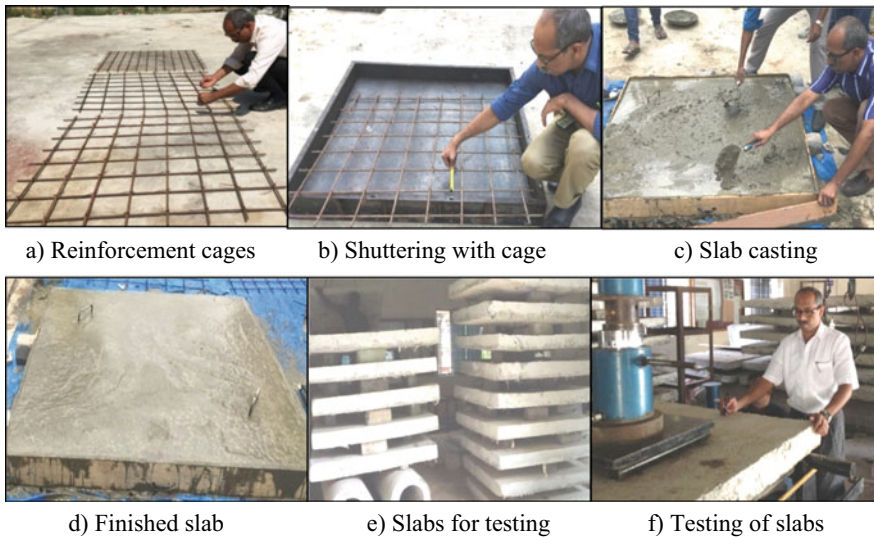 a) Reinforcement cages
b) Shuttering with cage
c) Slab casting
d) Finished slab
e) Slabs for testing
f) Testing of slabs